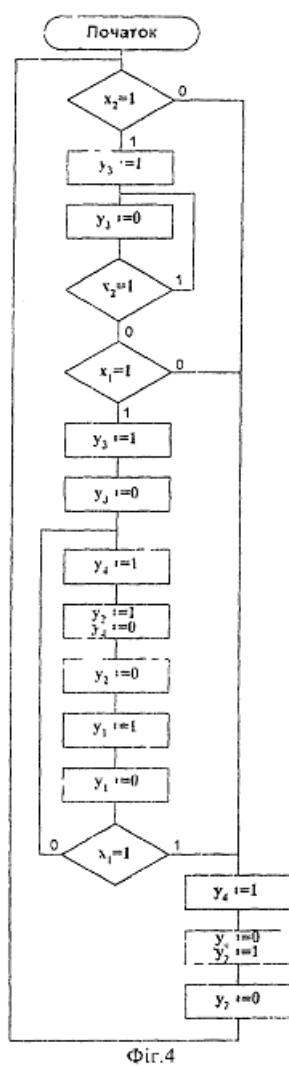 Початок
x₂=1
0
1
y₃ :=1
y₃ :=0
x₂=1
1
0
x₁=1
0
1
y₃ :=1
y₃ :=0
y₄ :=1
y₂ :=1
y₄ :=0
y₂ :=0
y₁ :=1
y₁ :=0
0
x₁=1
1
y₄ :=1
y₄ :=0
y₂ :=1
y₂ :=0
Фіг.4